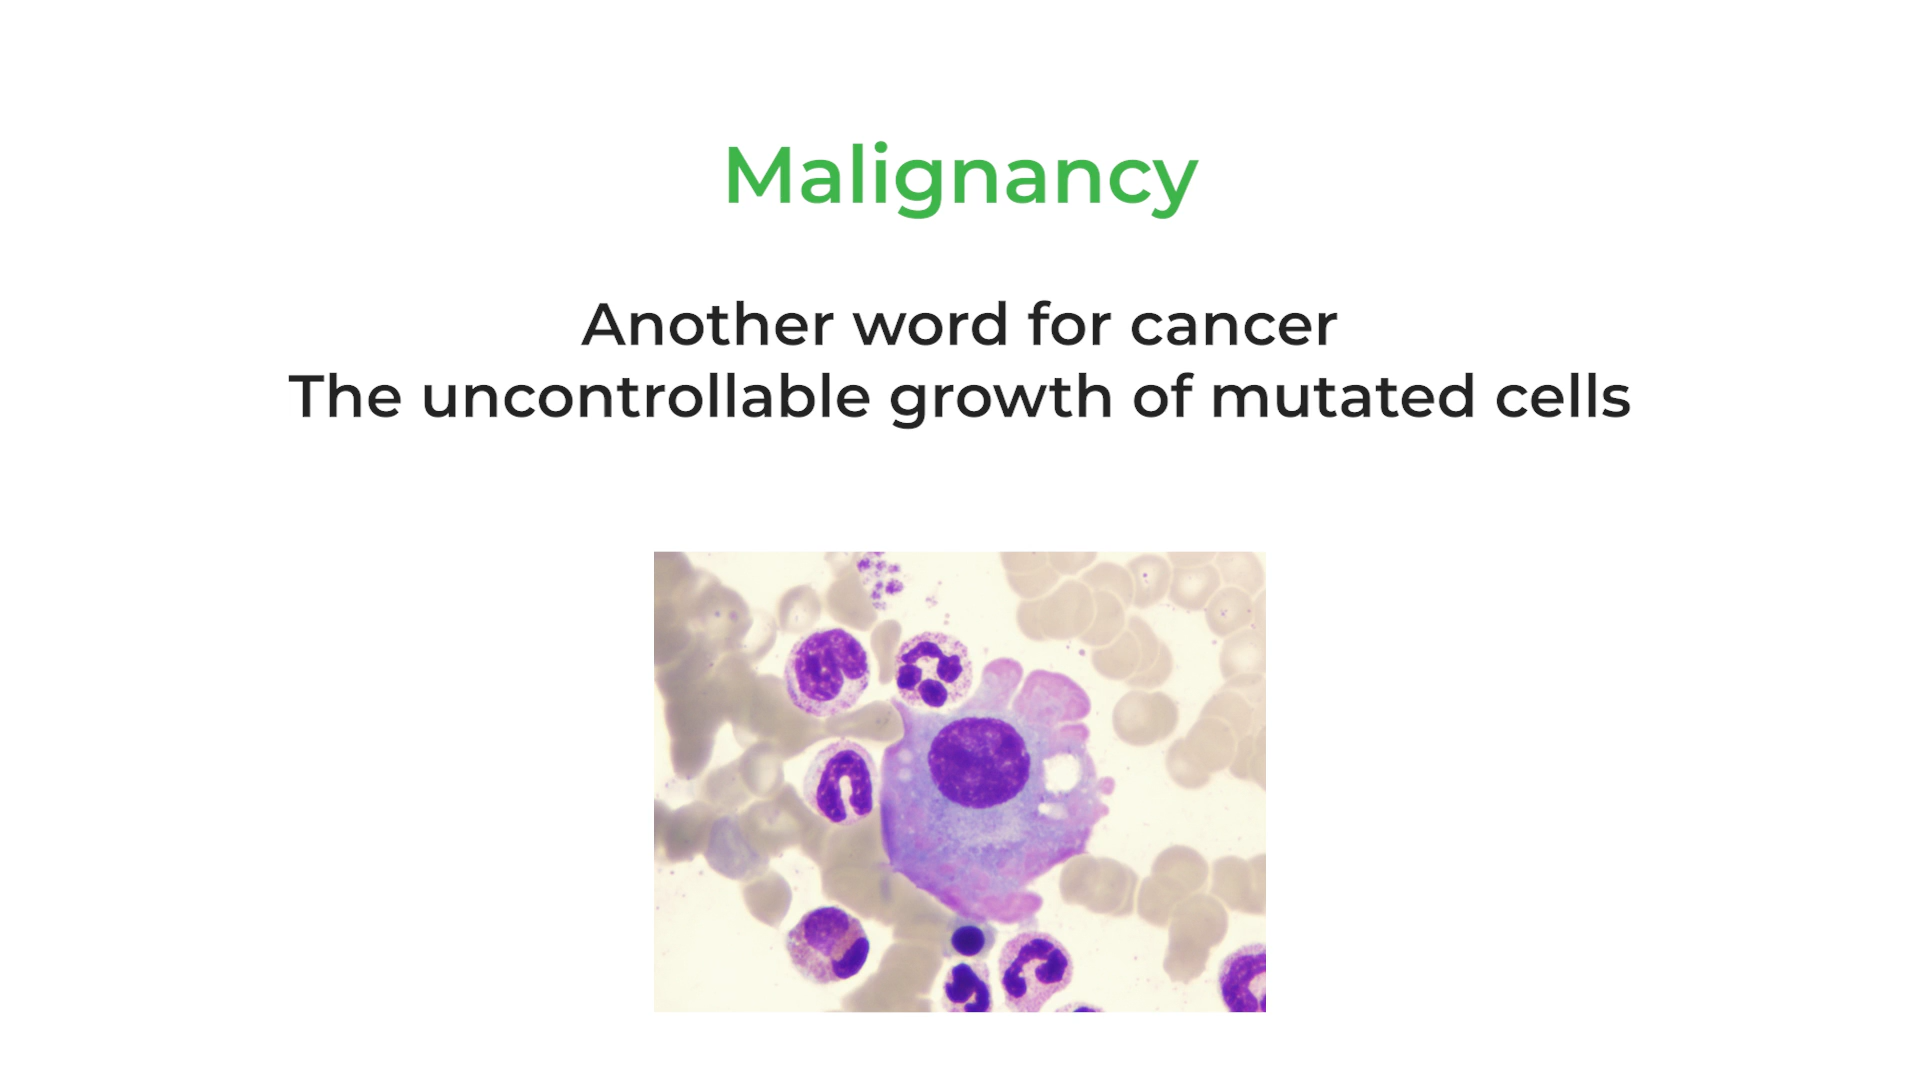 Malignancy
Another word for cancer
The uncontrollable growth of mutated cells